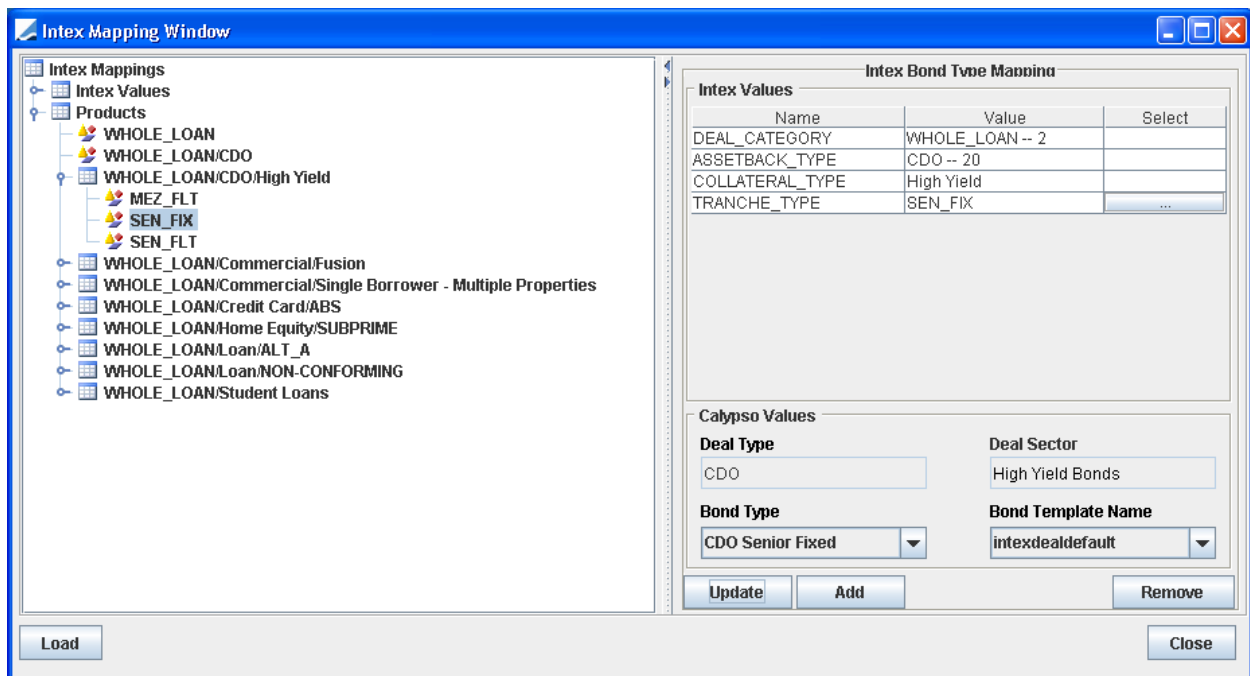 Intex Mapping Window
Intex Mappings
Intex Values
Products
WHOLE_LOAN
WHOLE_LOAN/CDO
WHOLE_LOAN/CDO/High Yield
MEZ_FLT
SEN_FIX
SEN_FLT
WHOLE_LOAN/Commercial/Fusion
WHOLE_LOAN/Commercial/Single Borrower - Multiple Properties
WHOLE_LOAN/Credit Card/ABS
WHOLE_LOAN/Home Equity/SUBPRIME
WHOLE_LOAN/Loan/ALT_A
WHOLE_LOAN/Loan/NON-CONFORMING
WHOLE_LOAN/Student Loans
Intex Bond Type Mapping
Intex Values
Name Value Select
DEAL_CATEGORY WHOLE_LOAN -- 2
ASSETBACK_TYPE CDO -- 20
COLLATERAL_TYPE High Yield
TRANCHE_TYPE SEN_FIX ...
Calypso Values
Deal Type Deal Sector
CDO High Yield Bonds
Bond Type Bond Template Name
CDO Senior Fixed intexdealdefault
Update Add Remove
Load Close